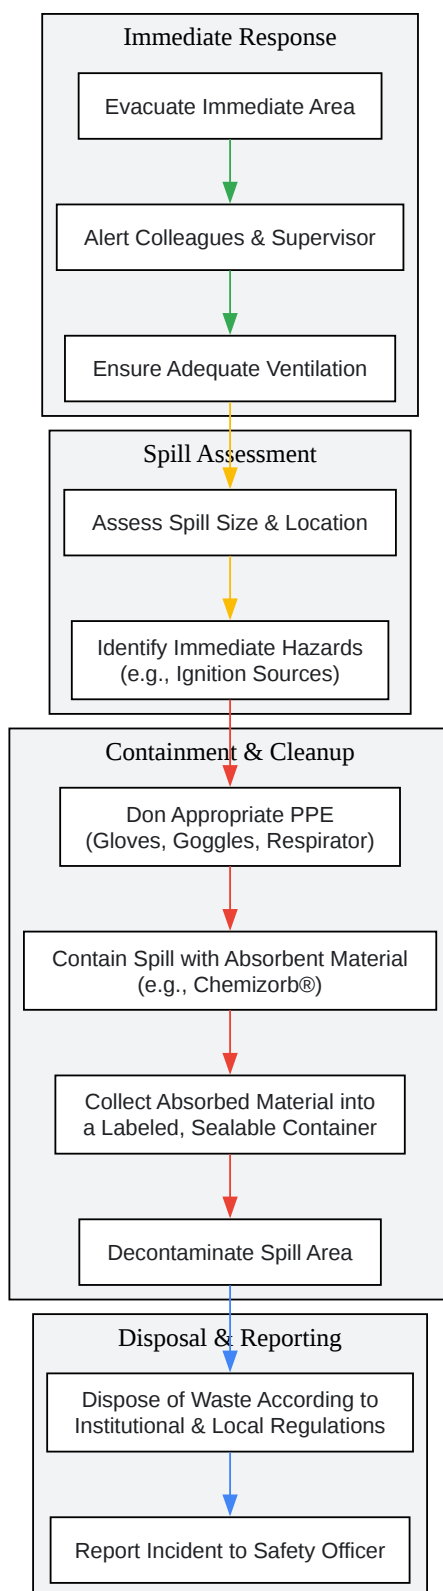 Immediate Response
Evacuate Immediate Area
Alert Colleagues & Supervisor
Ensure Adequate Ventilation
Spill Assessment
Assess Spill Size & Location
Identify Immediate Hazards
(e.g., Ignition Sources)
Containment & Cleanup
Don Appropriate PPE
(Gloves, Goggles, Respirator)
Contain Spill with Absorbent Material
(e.g., Chemizorb®)
Collect Absorbed Material into
a Labeled, Sealable Container
Decontaminate Spill Area
Disposal & Reporting
Dispose of Waste According to
Institutional & Local Regulations
Report Incident to Safety Officer